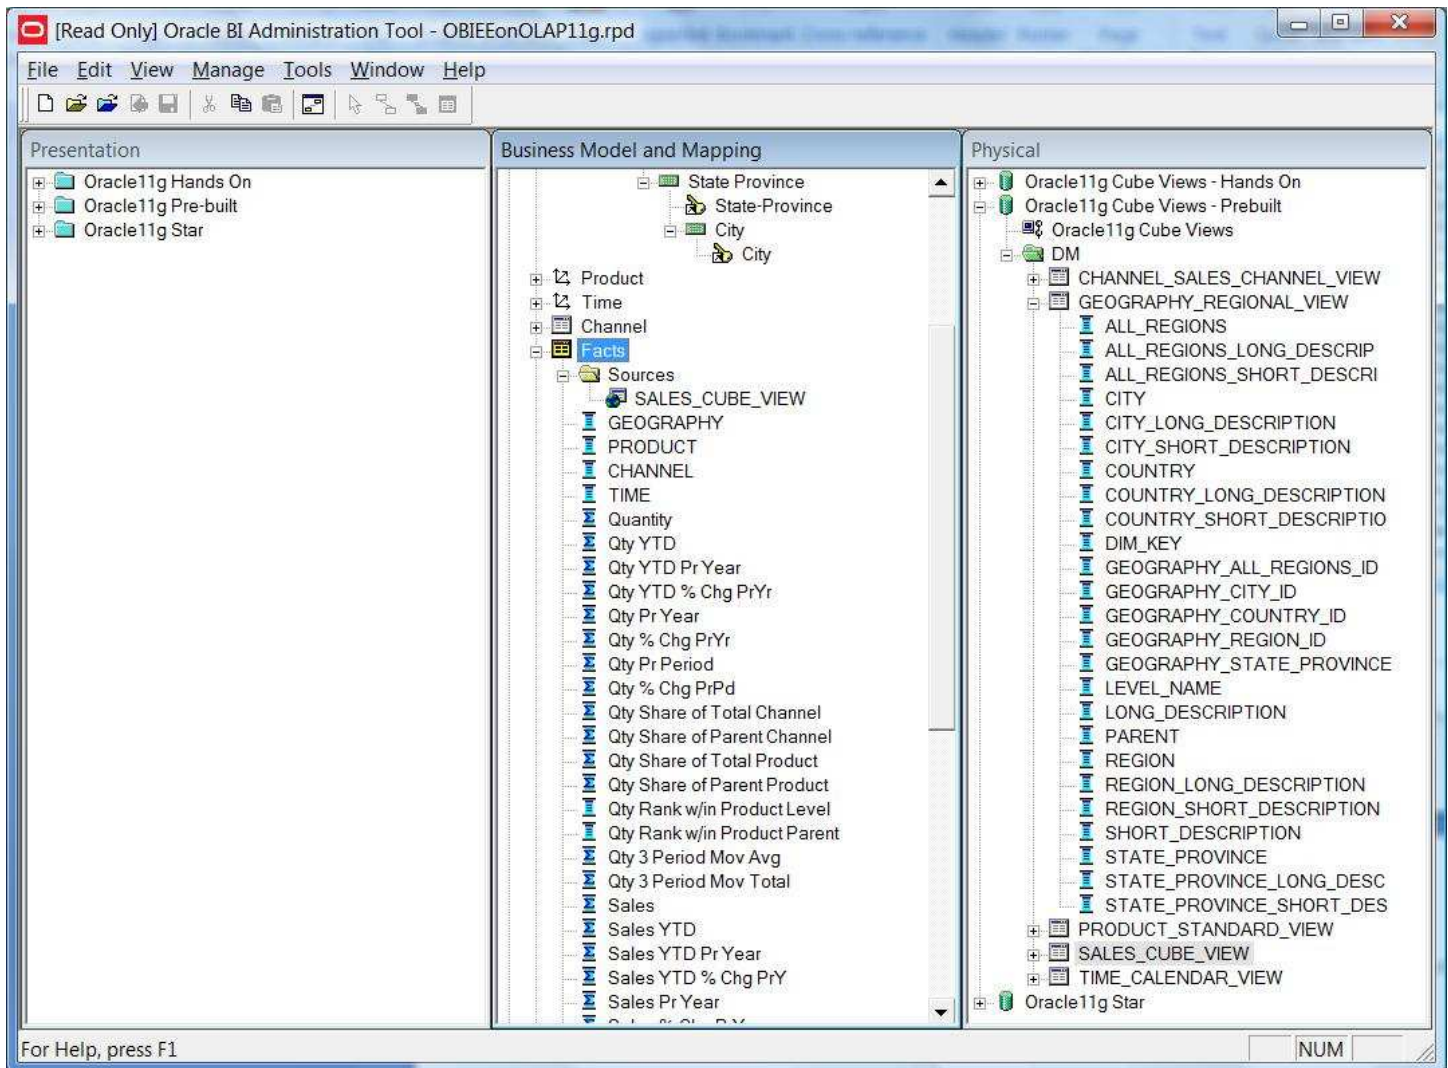 [Read Only] Oracle BI Administration Tool - OBIEEonOLAP11g.rpd
File Edit View Manage Tools Window Help
Presentation
Oracle11g Hands On
Oracle11g Pre-built
Oracle11g Star
Business Model and Mapping
State Province
State-Province
City
City
Product
Time
Channel
Facts
Sources
SALES_CUBE_VIEW
GEOGRAPHY
PRODUCT
CHANNEL
TIME
Quantity
Qty YTD
Qty YTD Pr Year
Qty YTD % Chg PrYr
Qty Pr Year
Qty % Chg PrYr
Qty Pr Period
Qty % Chg PrPd
Qty Share of Total Channel
Qty Share of Parent Channel
Qty Share of Total Product
Qty Share of Parent Product
Qty Rank w/in Product Level
Qty Rank w/in Product Parent
Qty 3 Period Mov Avg
Qty 3 Period Mov Total
Sales
Sales YTD
Sales YTD Pr Year
Sales YTD % Chg PrY
Sales Pr Year
Physical
Oracle11g Cube Views - Hands On
Oracle11g Cube Views - Prebuilt
Oracle11g Cube Views
DM
CHANNEL_SALES_CHANNEL_VIEW
GEOGRAPHY_REGIONAL_VIEW
ALL_REGIONS
ALL_REGIONS_LONG_DESCRIP
ALL_REGIONS_SHORT_DESCRI
CITY
CITY_LONG_DESCRIPTION
CITY_SHORT_DESCRIPTION
COUNTRY
COUNTRY_LONG_DESCRIPTION
COUNTRY_SHORT_DESCRIPTIO
DIM_KEY
GEOGRAPHY_ALL_REGIONS_ID
GEOGRAPHY_CITY_ID
GEOGRAPHY_COUNTRY_ID
GEOGRAPHY_REGION_ID
GEOGRAPHY_STATE_PROVINCE
LEVEL_NAME
LONG_DESCRIPTION
PARENT
REGION
REGION_LONG_DESCRIPTION
REGION_SHORT_DESCRIPTION
SHORT_DESCRIPTION
STATE_PROVINCE
STATE_PROVINCE_LONG_DESC
STATE_PROVINCE_SHORT_DES
PRODUCT_STANDARD_VIEW
SALES_CUBE_VIEW
TIME_CALENDAR_VIEW
Oracle11g Star
For Help, press F1
NUM